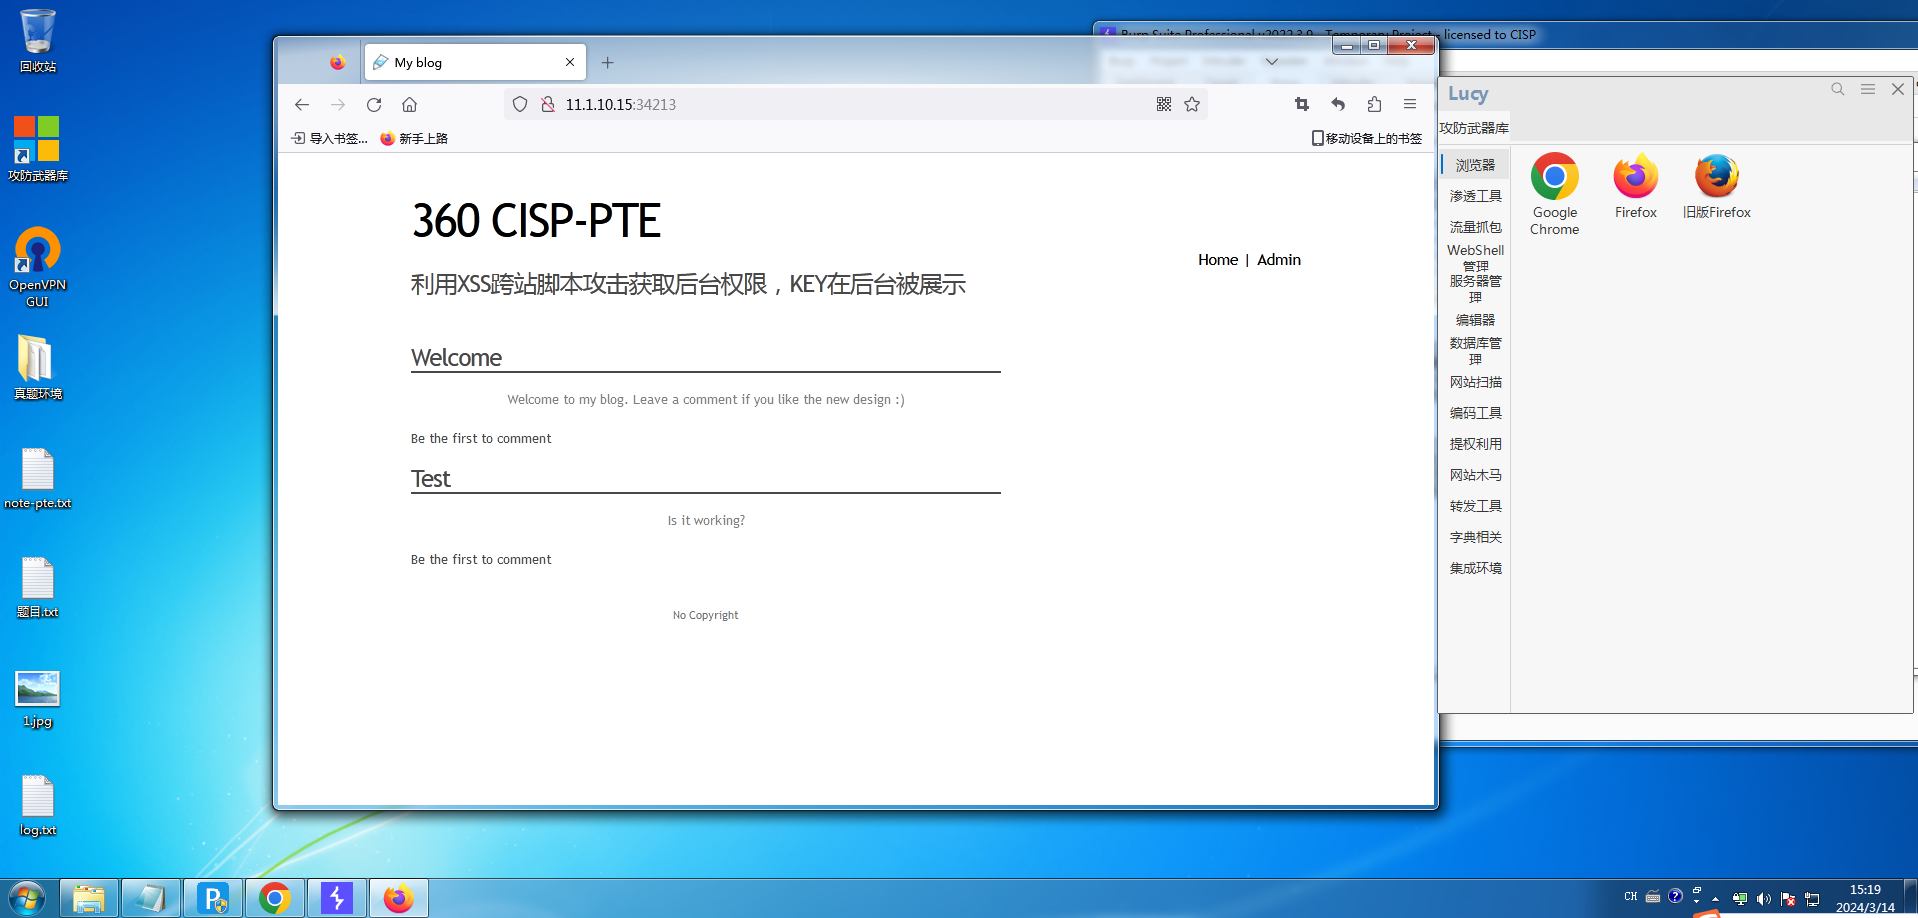 回收站
攻防武器库
OpenVPN
GUI
真题环境
note-pte.txt
题目.txt
1.jpg
log.txt
Burp Suite Professional v2022.3.9 - Temporary Project - licensed to CISP
My blog
11.1.10.15:34213
导入书签...
新手上路
移动设备上的书签
360 CISP-PTE
Home | Admin
利用XSS跨站脚本攻击获取后台权限，KEY在后台被展示
Welcome
Welcome to my blog. Leave a comment if you like the new design :)
Be the first to comment
Test
Is it working?
Be the first to comment
No Copyright
Lucy
攻防武器库
浏览器
渗透工具
流量抓包
WebShell
管理
服务器管
理
编辑器
数据库管
理
网站扫描
编码工具
提权利用
网站木马
转发工具
字典相关
集成环境
Google
Chrome
Firefox
旧版Firefox
CH
15:19
2024/3/14